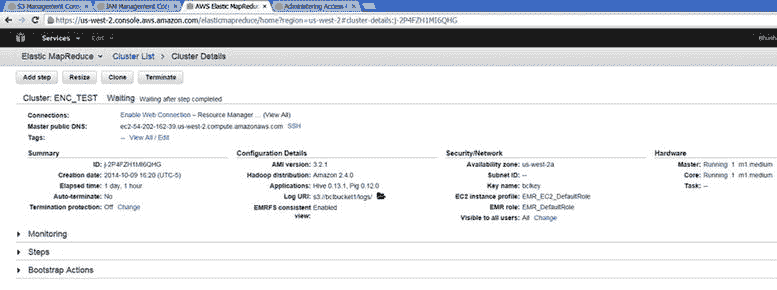 S3 Management Con
IAM Management Co
AWS Elastic MapReduce
Administering Access
https://us-west-2.console.aws.amazon.com/elasticmapreduce/home?region=us-west-2#cluster-details:j-2P4FZH1MI6QHG
Services Edit
Elastic MapReduce Cluster List > Cluster Details
Add step Resize Clone Terminate
Cluster: ENC_TEST Waiting Waiting after step completed
Connections: Enable Web Connection – Resource Manager ... (View All)
Master public DNS: ec2-54-202-162-39.us-west-2.compute.amazonaws.com SSH
Tags: -- View All / Edit
Summary
ID: j-2P4FZH1MI6QHG
Creation date: 2014-10-09 16:20 (UTC-5)
Elapsed time: 1 day, 1 hour
Auto-terminate: No
Termination protection: Off Change
Configuration Details
AMI version: 3.2.1
Hadoop distribution: Amazon 2.4.0
Applications: Hive 0.13.1, Pig 0.12.0
Log URI: s3://bclbucket1/logs/
EMRFS consistent view: Enabled
Security/Network
Availability zone: us-west-2a
Subnet ID: --
Key name: bclkey
EC2 instance profile: EMR_EC2_DefaultRole
EMR role: EMR_DefaultRole
Visible to all users: All Change
Hardware
Master: Running 1 m1.medium
Core: Running 1 m1.medium
Task: --
Monitoring
Steps
Bootstrap Actions